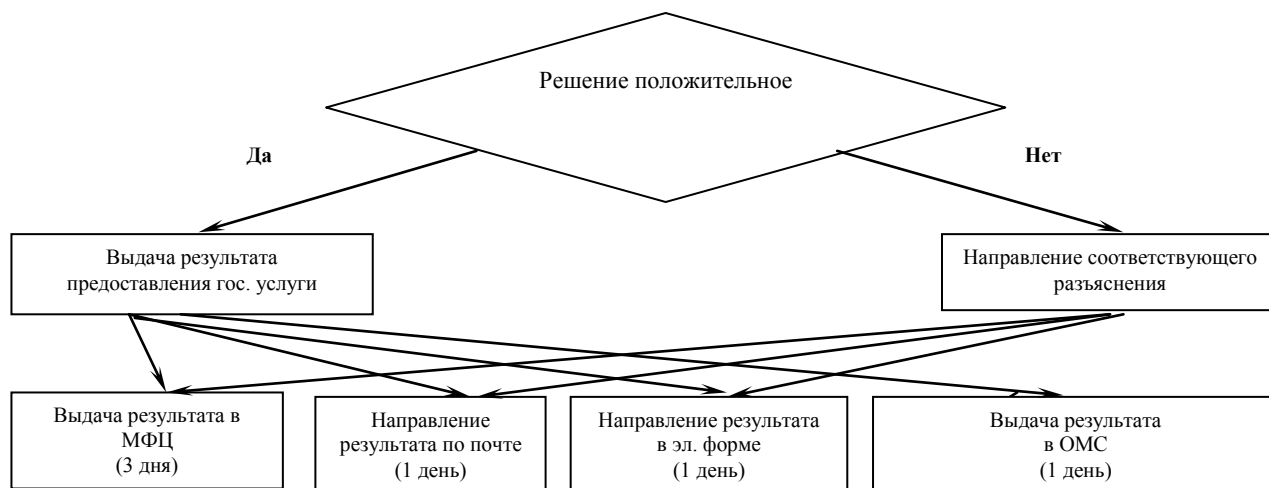 Решение положительное
Да
Нет
Выдача результата
предоставления гос. услуги
Направление соответствующего
разъяснения
Выдача результата в
МФЦ
(3 дня)
Направление
результата по почте
(1 день)
Направление результата
в эл. форме
(1 день)
Выдача результата
в ОМС
(1 день)